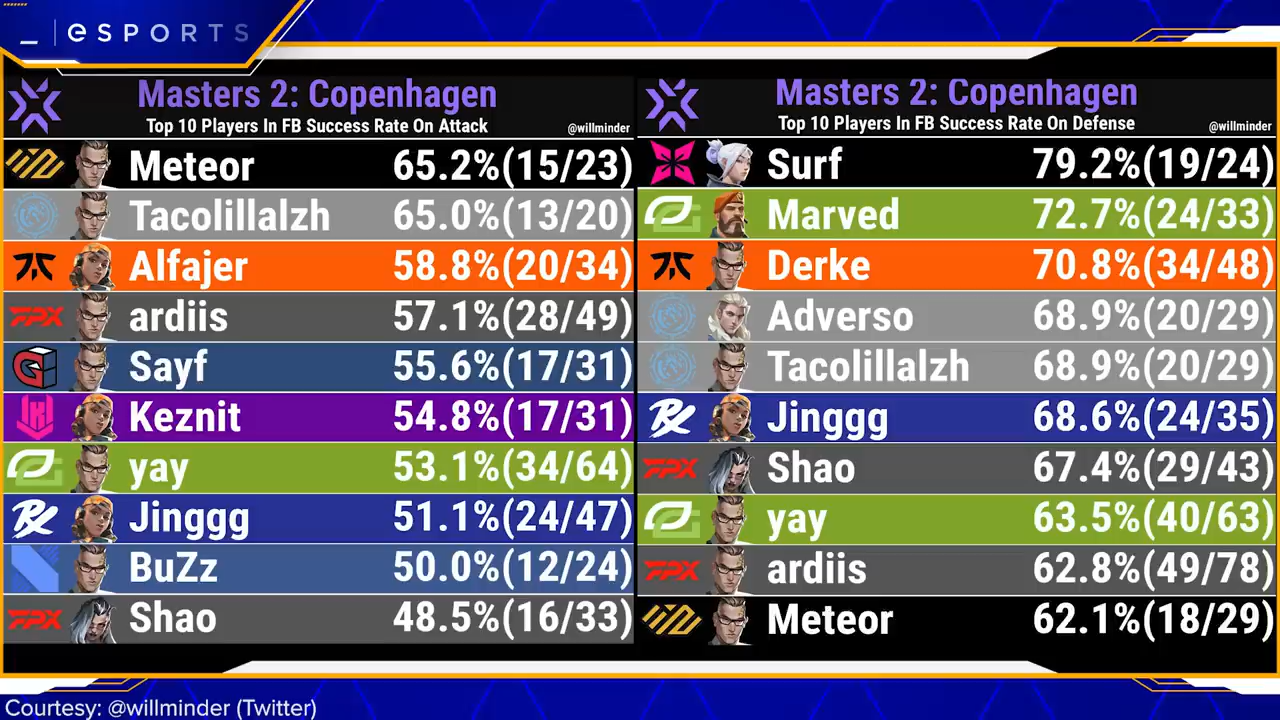 _ | eSPORTS
Masters 2: Copenhagen
Top 10 Players In FB Success Rate On Attack
@willminder
Meteor 65.2%(15/23)
Tacolillalzh 65.0%(13/20)
Alfajer 58.8%(20/34)
FPX ardiis 57.1%(28/49)
Sayf 55.6%(17/31)
Keznit 54.8%(17/31)
yay 53.1%(34/64)
Jinggg 51.1%(24/47)
BuZz 50.0%(12/24)
FPX Shao 48.5%(16/33)
Masters 2: Copenhagen
Top 10 Players In FB Success Rate On Defense
@willminder
Surf 79.2%(19/24)
Marved 72.7%(24/33)
Derke 70.8%(34/48)
Adverso 68.9%(20/29)
Tacolillalzh 68.9%(20/29)
Jinggg 68.6%(24/35)
FPX Shao 67.4%(29/43)
yay 63.5%(40/63)
FPX ardiis 62.8%(49/78)
Meteor 62.1%(18/29)
Courtesy: @willminder (Twitter)